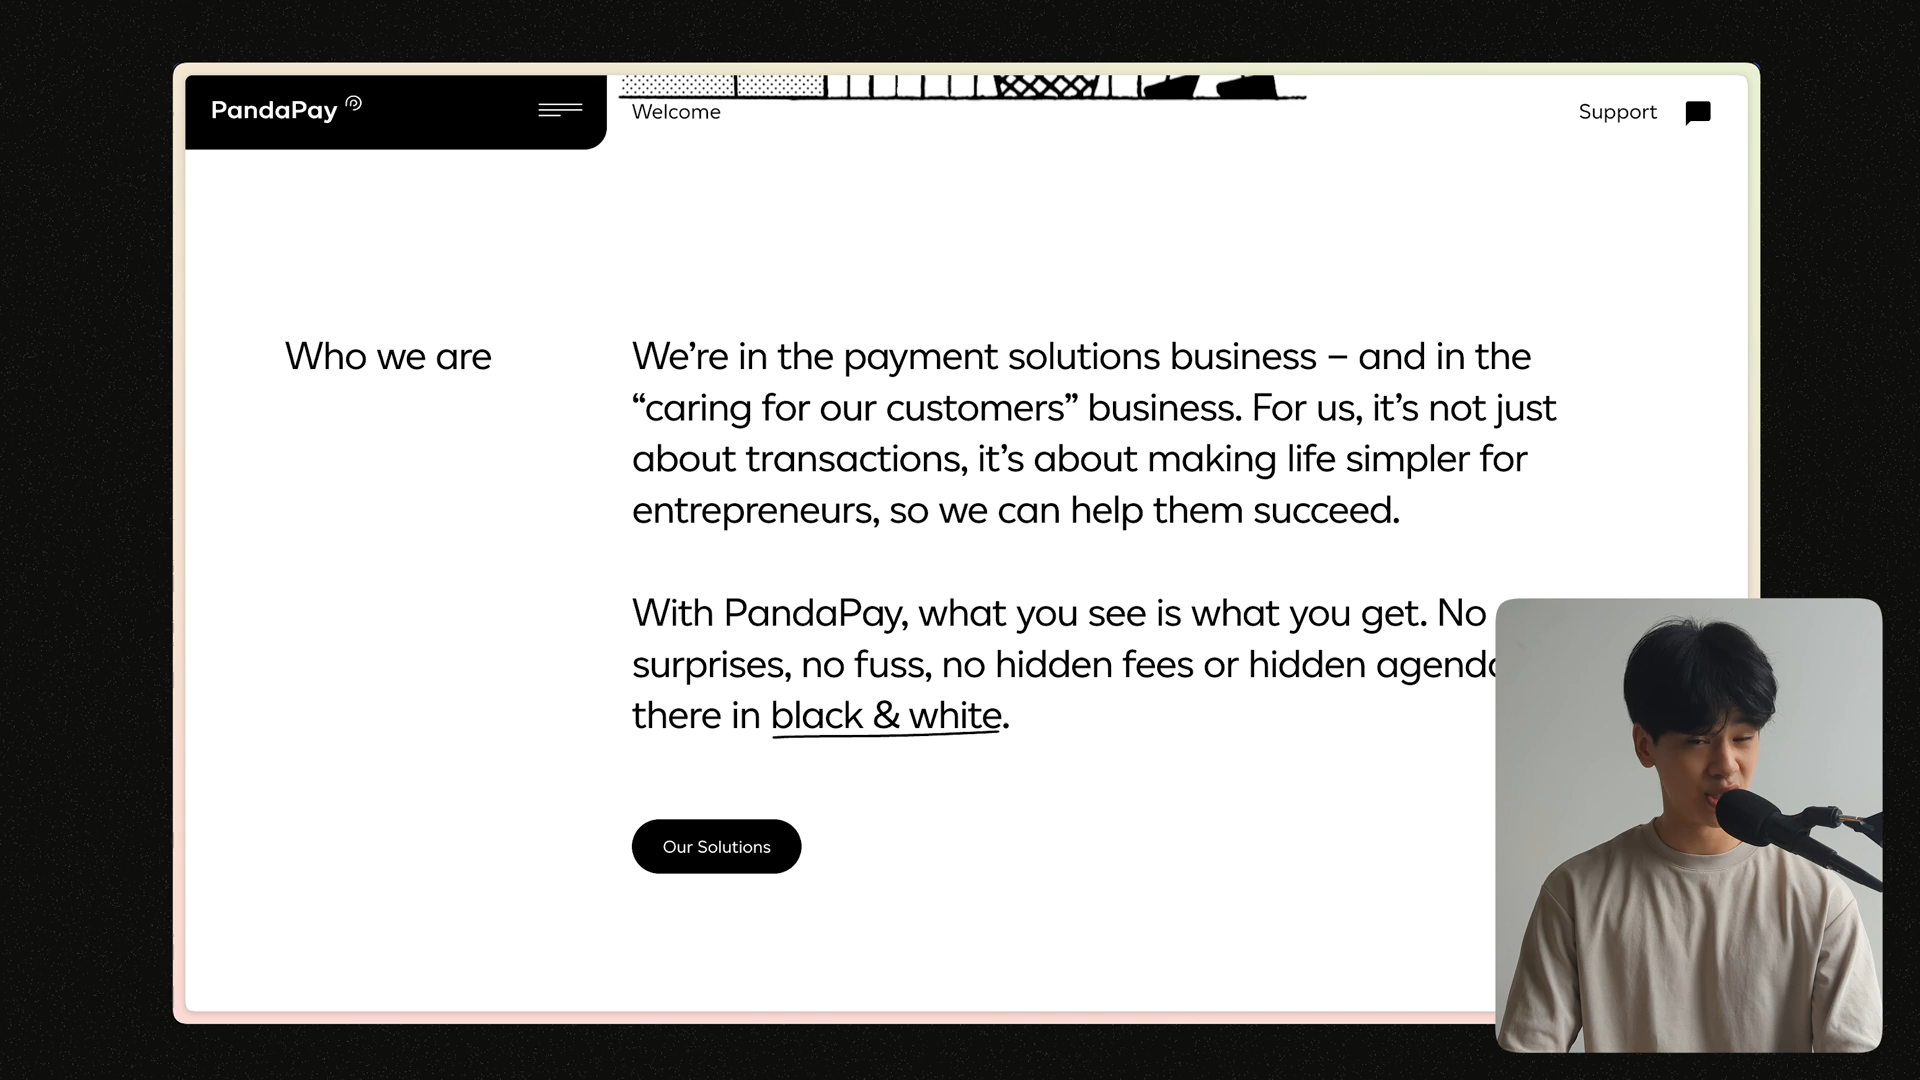 PandaPay
Welcome
Support
Who we are
We’re in the payment solutions business – and in the
“caring for our customers” business. For us, it’s not just
about transactions, it’s about making life simpler for
entrepreneurs, so we can help them succeed.
With PandaPay, what you see is what you get. No
surprises, no fuss, no hidden fees or hidden
there in black & white.
Our Solutions